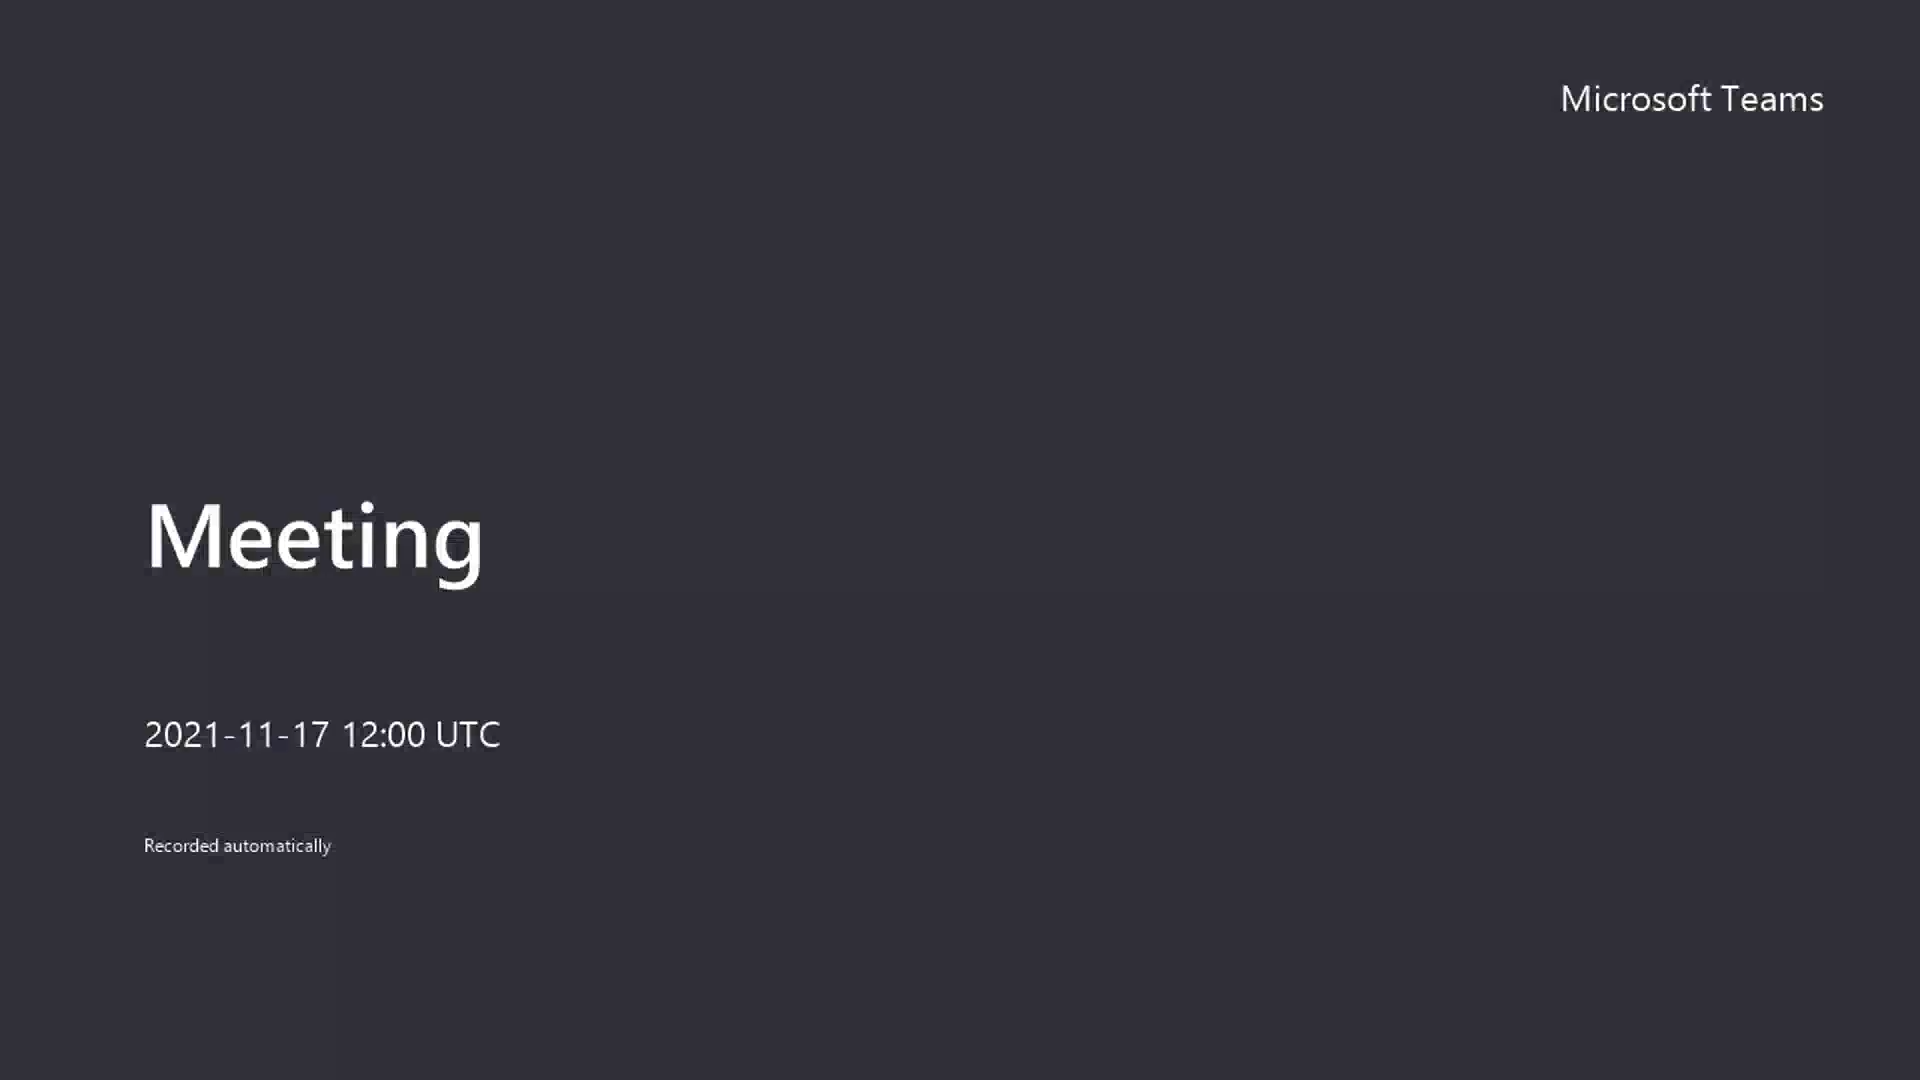 Microsoft Teams
Meeting
2021-11-17 12:00 UTC
Recorded automatically